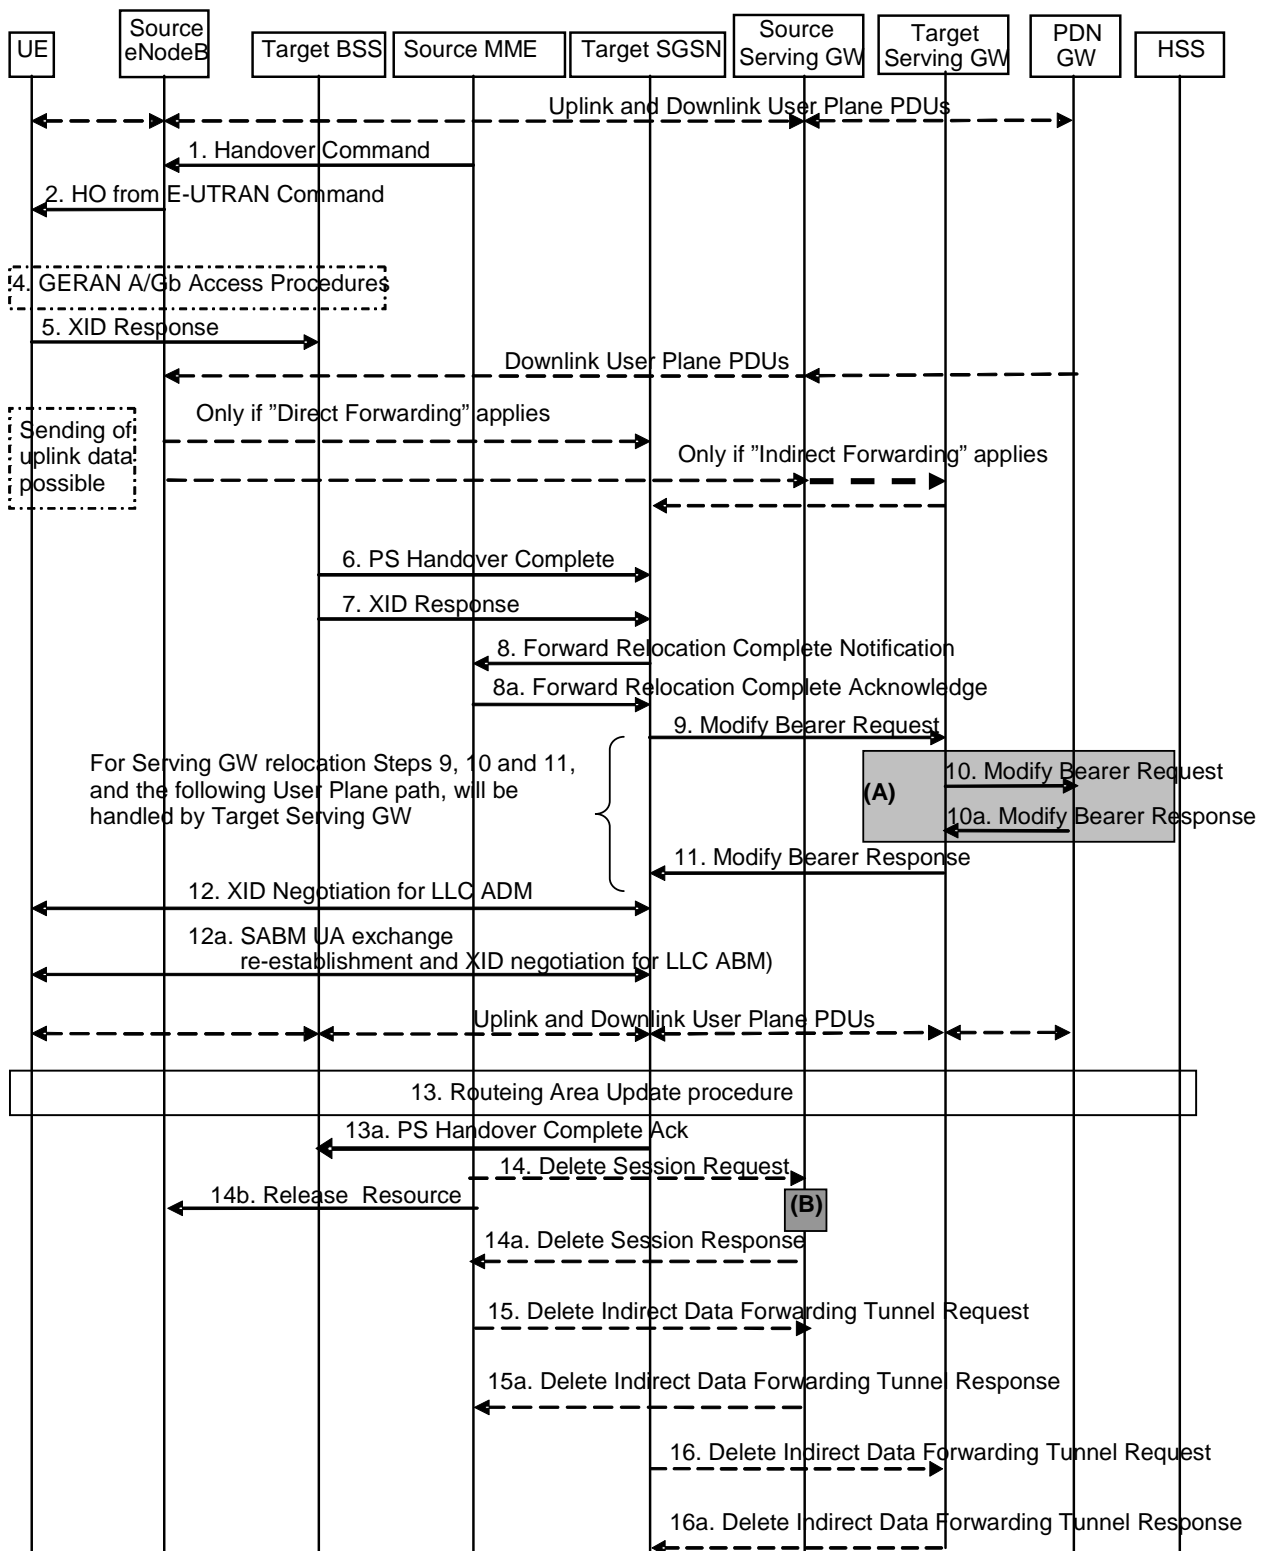 UE
Source
eNodeB
Target BSS
Source MME
Target SGSN
Source
Serving GW
Target
Serving GW
PDN
GW
HSS
Uplink and Downlink User Plane PDUs
1. Handover Command
2. HO from E-UTRAN Command
4. GERAN A/Gb Access Procedures
5. XID Response
Downlink User Plane PDUs
Only if ”Direct Forwarding” applies
Sending of
uplink data
possible
Only if ”Indirect Forwarding” applies
6. PS Handover Complete
7. XID Response
8. Forward Relocation Complete Notification
8a. Forward Relocation Complete Acknowledge
9. Modify Bearer Request
For Serving GW relocation Steps 9, 10 and 11,
and the following User Plane path, will be
handled by Target Serving GW
(A)
10. Modify Bearer Request
10a. Modify Bearer Response
11. Modify Bearer Response
12. XID Negotiation for LLC ADM
12a. SABM UA exchange
re-establishment and XID negotiation for LLC ABM)
Uplink and Downlink User Plane PDUs
13. Routeing Area Update procedure
13a. PS Handover Complete Ack
14. Delete Session Request
14b. Release Resource
(B)
14a. Delete Session Response
15. Delete Indirect Data Forwarding Tunnel Request
15a. Delete Indirect Data Forwarding Tunnel Response
16. Delete Indirect Data Forwarding Tunnel Request
16a. Delete Indirect Data Forwarding Tunnel Response